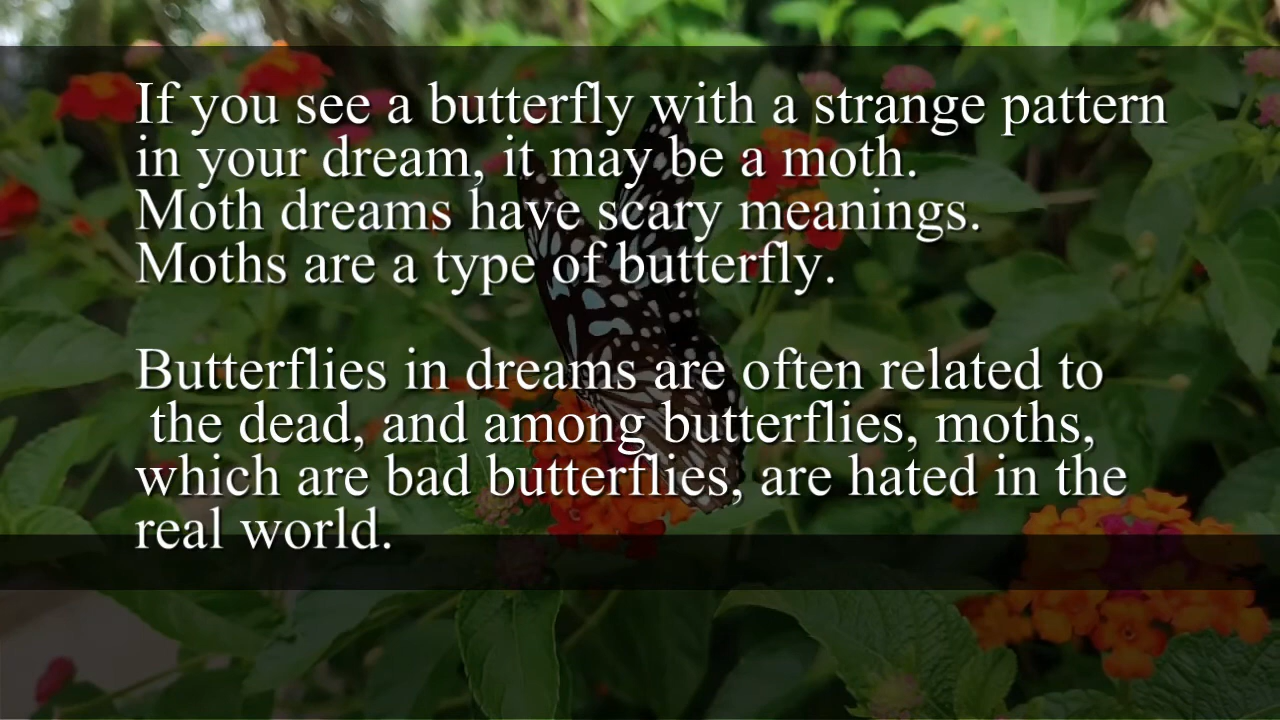 If you see a butterfly with a strange pattern
in your dream, it may be a moth.
Moth dreams have scary meanings.
Moths are a type of butterfly.
Butterflies in dreams are often related to
the dead, and among butterflies, moths,
which are bad butterflies, are hated in the
real world.